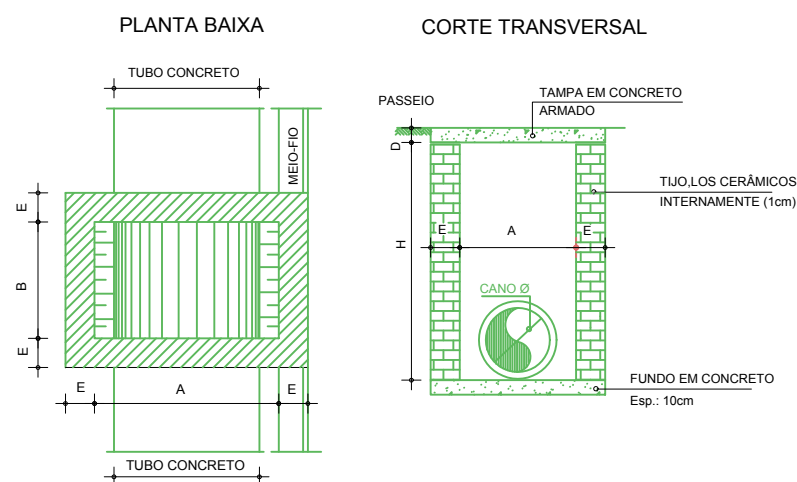 PLANTA BAIXA
TUBO CONCRETO
MEIO-FIO
E
B
E
E
A
E
TUBO CONCRETO
CORTE TRANSVERSAL
PASSEIO
TAMPA EM CONCRETO
ARMADO
D
TIJO,LOS CERÂMICOS
INTERNAMENTE (1cm)
E
A
E
H
CANO Ø
FUNDO EM CONCRETO
Esp.: 10cm